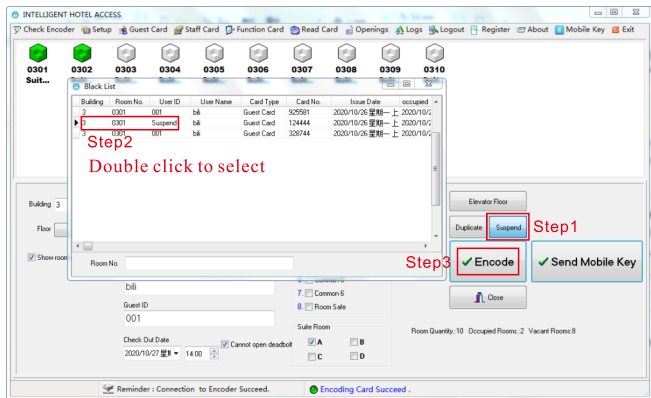 INTELLIGENT HOTEL ACCESS
Check Encoder Setup Guest Card Staff Card Function Card Read Card Openings Logs Logout Register About Mobile Key Exit
0301 0302 0303 0304 0305 0306 0307 0308 0309 0310
Suit...
Black List
Building Room No. User ID User Name Card Type Card No. Issue Date occupied
3 0301 001 bili Guest Card 925581 2020/10/26 星期一 上 2020/10/2
3 0301 Suspend bili Guest Card 124444 2020/10/26 星期一 上 2020/10/2
3 0301 001 bili Guest Card 328744 2020/10/26 星期一 上 2020/10/2
Step2
Double click to select
Building 3
Elevator Floor
Floor
Duplicate Suspend Step1
Show room
Room No.
Step3 Encode Send Mobile Key
bili
7. Common 6
8. Room Safe
Close
Guest ID
001
Suite Room
Room Quantity.:10 Occupied Rooms.:2 Vacant Rooms:8
Check Out Date
Cannot open deadbolt
A B
2020/10/27 14:00
C D
Reminder : Connection to Encoder Succeed. Encoding Card Succeed .